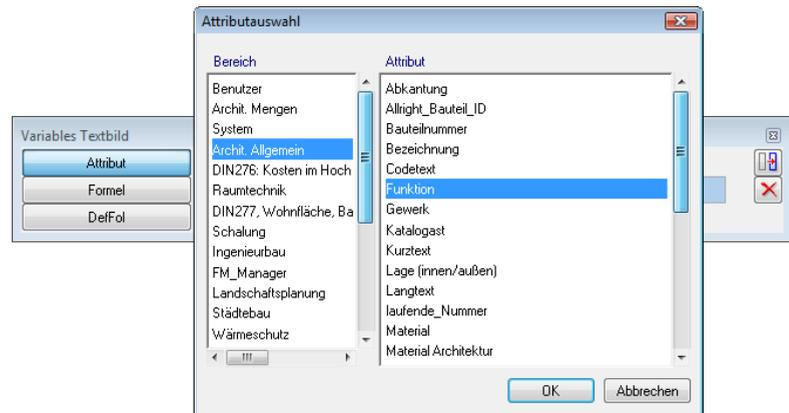 Attributauswahl
Bereich
Benutzer
Archit. Mengen
System
Archit. Allgemein
DIN276: Kosten im Hoch
Raumtechnik
DIN277, Wohnfläche, Ba
Schalung
Ingenieurbau
FM_Manager
Landschaftsplanung
Städtebau
Wärmeschutz
Attribut
Abkantung
Allright_Bauteil_ID
Bauteilnummer
Bezeichnung
Codetext
Funktion
Gewerk
Katalogast
Kurztext
Lage (innen/außen)
Langtext
laufende_Nummer
Material
Material Architektur
OK
Abbrechen
Variables Textbild
Attribut
Formel
DefFol